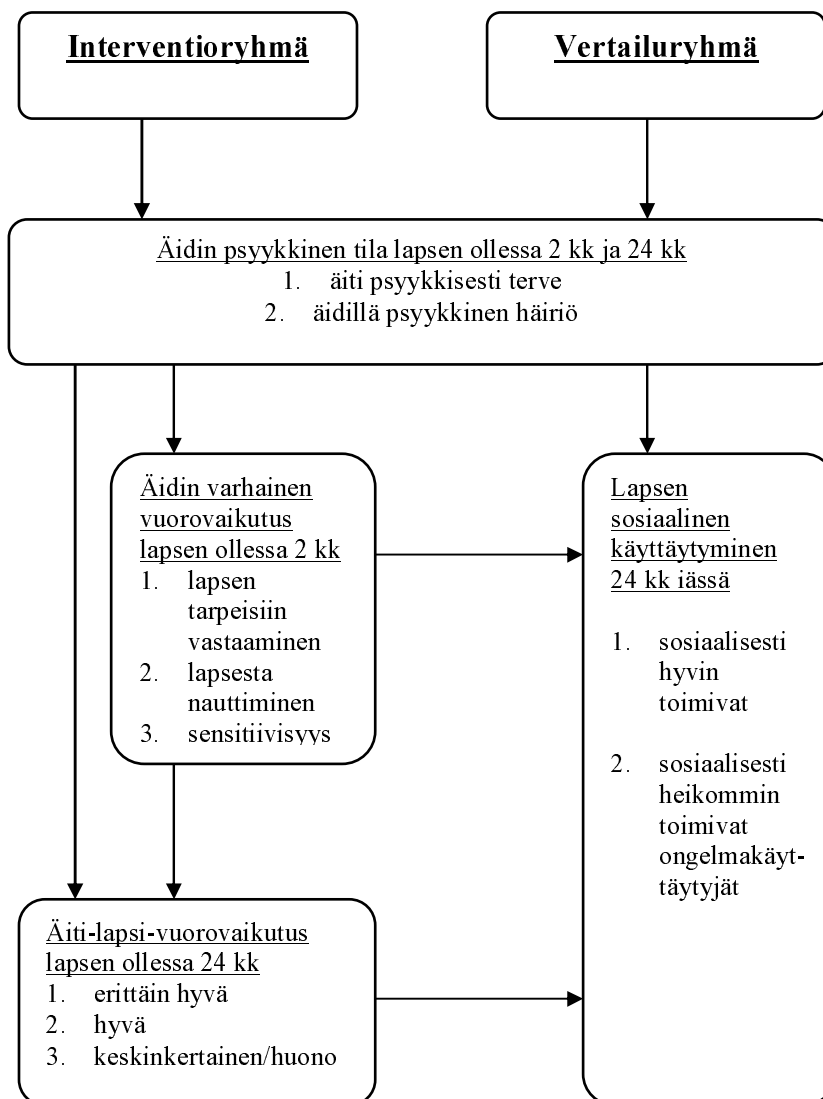 Interventioryhmä
Vertailuryhmä
Äidin psyykkinen tila lapsen ollessa 2 kk ja 24 kk
1. äiti psyykkisesti terve
2. äidillä psyykkinen häiriö
Äidin varhainen
vuorovaikutus
lapsen ollessa 2 kk
1. lapsen
tarpeisiin
vastaaminen
2. lapsesta
nauttiminen
3. sensitiivisyys
Lapsen
sosiaalinen
käyttäytyminen
24 kk iässä
1. sosiaalisesti
hyvin
toimivat
2. sosiaalisesti
heikommin
toimivat
ongelmakäyt-
täytyjät
Äiti-lapsi-vuorovaikutus
lapsen ollessa 24 kk
1. erittäin hyvä
2. hyvä
3. keskinkertainen/huono